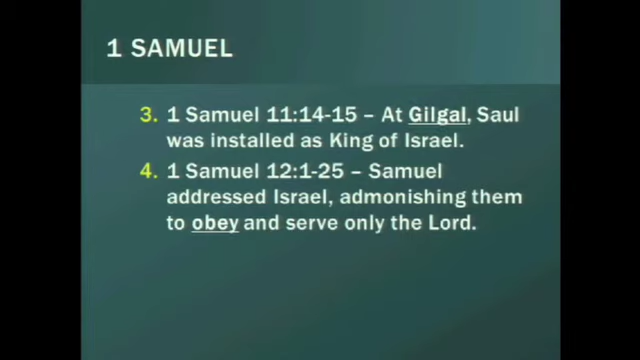 1 SAMUEL
3. 1 Samuel 11:14-15 – At Gilgal, Saul
was installed as King of Israel.
4. 1 Samuel 12:1-25 – Samuel
addressed Israel, admonishing them
to obey and serve only the Lord.